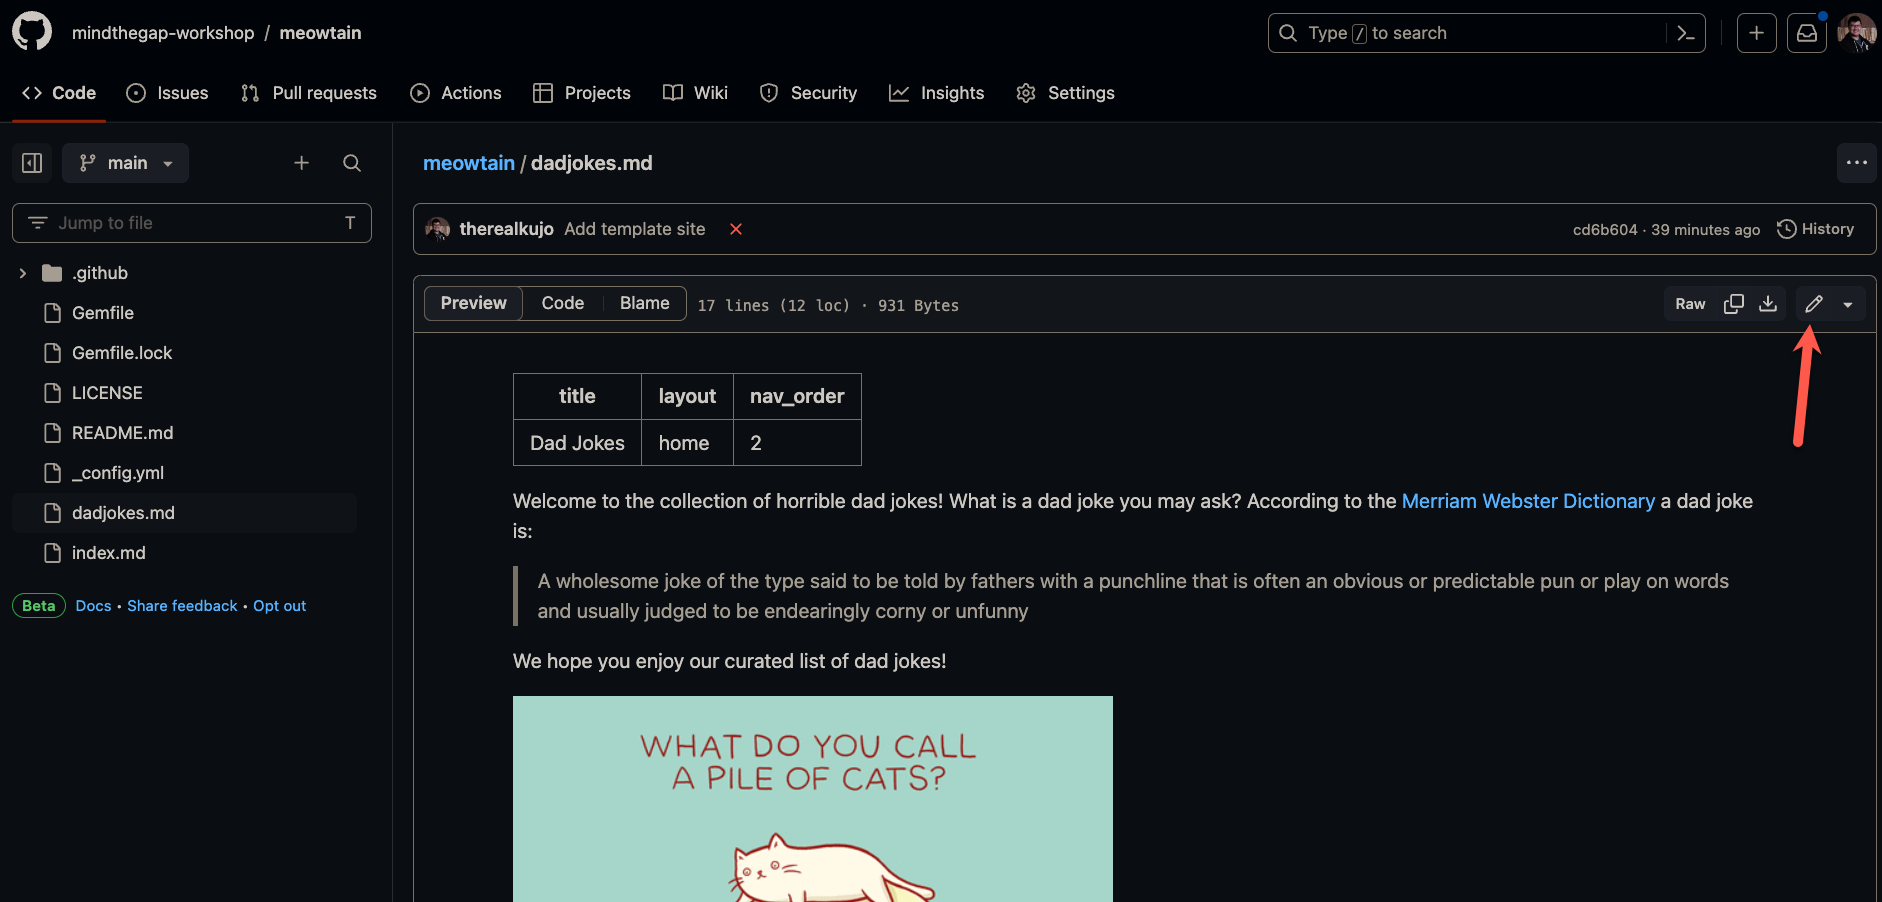 mindthegap-workshop / meowtain
Type / to search
Code Issues Pull requests Actions Projects Wiki Security Insights Settings
main
Jump to file T
.github
Gemfile
Gemfile.lock
LICENSE
README.md
_config.yml
dadjokes.md
index.md
Beta Docs • Share feedback • Opt out
meowtain / dadjokes.md
therealkujo Add template site
cd6b604 · 39 minutes ago History
Preview Code Blame 17 lines (12 loc) · 931 Bytes
Raw
title layout nav_order
Dad Jokes home 2
Welcome to the collection of horrible dad jokes! What is a dad joke you may ask? According to the Merriam Webster Dictionary a dad joke
is:
A wholesome joke of the type said to be told by fathers with a punchline that is often an obvious or predictable pun or play on words
and usually judged to be endearingly corny or unfunny
We hope you enjoy our curated list of dad jokes!
WHAT DO YOU CALL
A PILE OF CATS?